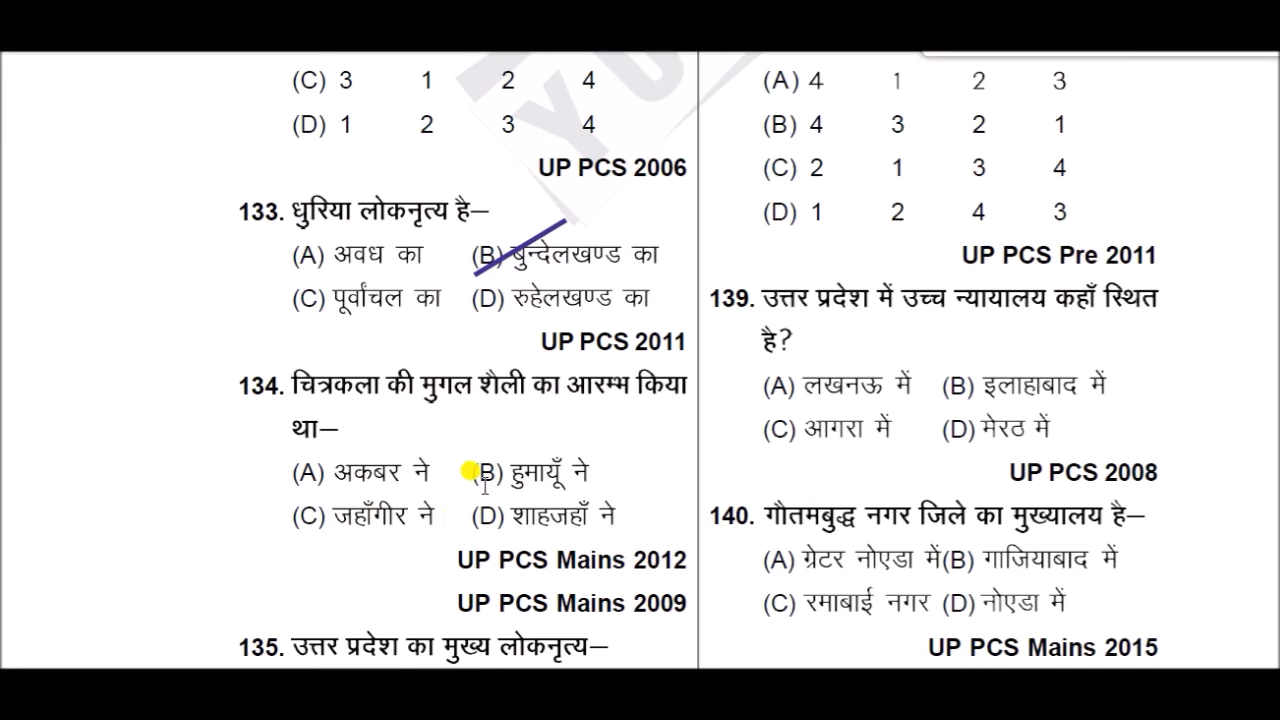 (C) 3 1 2 4
(D) 1 2 3 4
UP PCS 2006
133. धुरिया लोकनृत्य है–
(A) अवध का (B) बुन्देलखण्ड का
(C) पूर्वांचल का (D) रुहेलखण्ड का
UP PCS 2011
134. चित्रकला की मुगल शैली का आरम्भ किया
था–
(A) अकबर ने (B) हुमायूँ ने
(C) जहाँगीर ने (D) शाहजहाँ ने
UP PCS Mains 2012
UP PCS Mains 2009
135. उत्तर प्रदेश का मुख्य लोकनृत्य–
(A) 4 1 2 3
(B) 4 3 2 1
(C) 2 1 3 4
(D) 1 2 4 3
UP PCS Pre 2011
139. उत्तर प्रदेश में उच्च न्यायालय कहाँ स्थित
है?
(A) लखनऊ में (B) इलाहाबाद में
(C) आगरा में (D) मेरठ में
UP PCS 2008
140. गौतमबुद्ध नगर जिले का मुख्यालय है–
(A) ग्रेटर नोएडा में (B) गाजियाबाद में
(C) रमाबाई नगर (D) नोएडा में
UP PCS Mains 2015